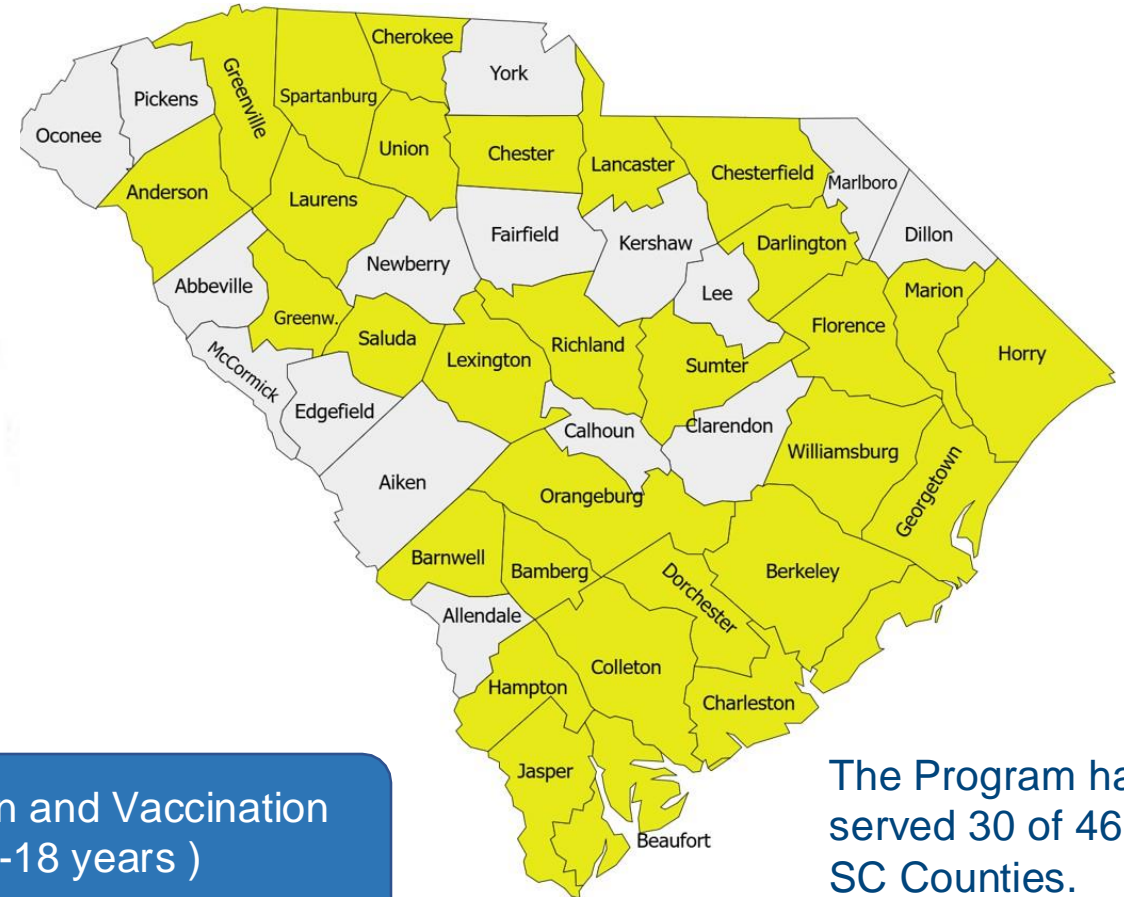 Cherokee
York
Pickens
Greenville
Spartanburg
Oconee
Union
Chester
Lancaster
Chesterfield
Marlboro
Anderson
Laurens
Fairfield
Kershaw
Darlington
Dillon
Newberry
Abbeville
Lee
Marion
Greenw.
Saluda
Lexington
Richland
Florence
Horry
McCormick
Sumter
Edgefield
Calhoun
Clarendon
Williamsburg
Aiken
Orangeburg
Georgetown
Barnwell
Bamberg
Dorchester
Berkeley
Allendale
Colleton
Hampton
Charleston
Jasper
Beaufort
and Vaccination
-18 years )
The Program ha
served 30 of 46
SC Counties.